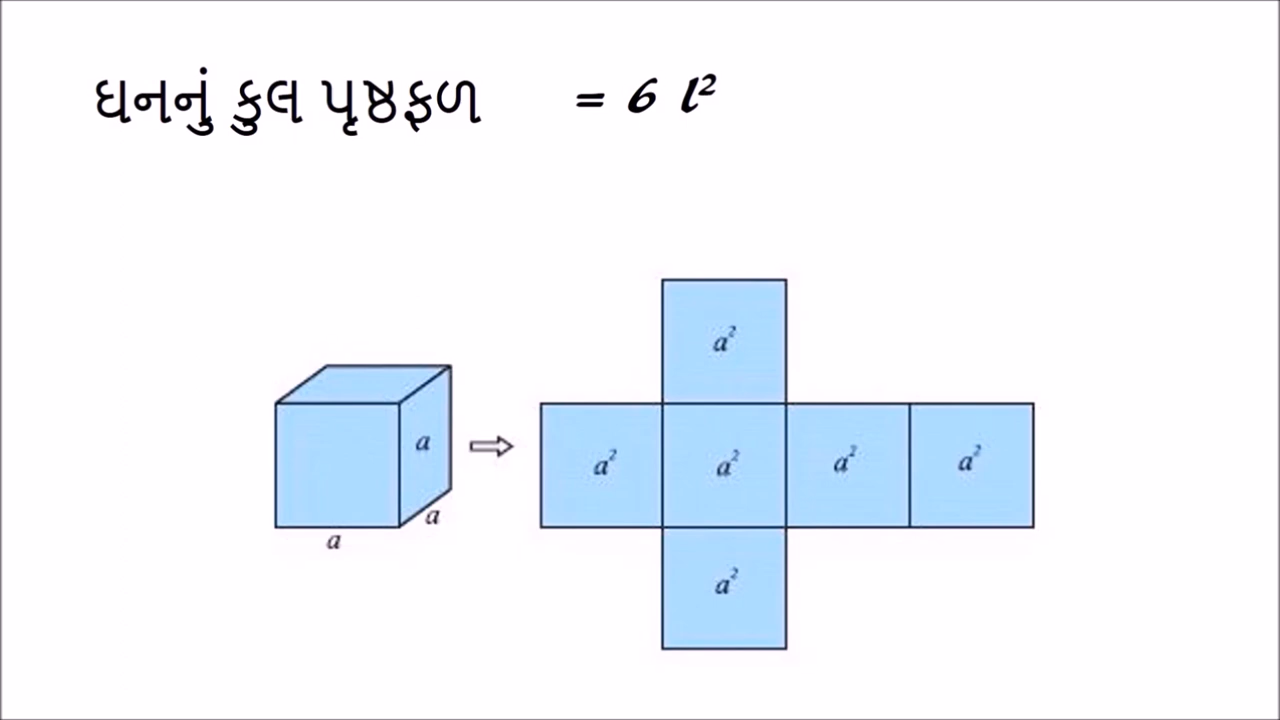 ઘનનું કુલ પૃષ્ઠફળ = 6 l²
a²
a
a² a² a² a²
a
a
a²